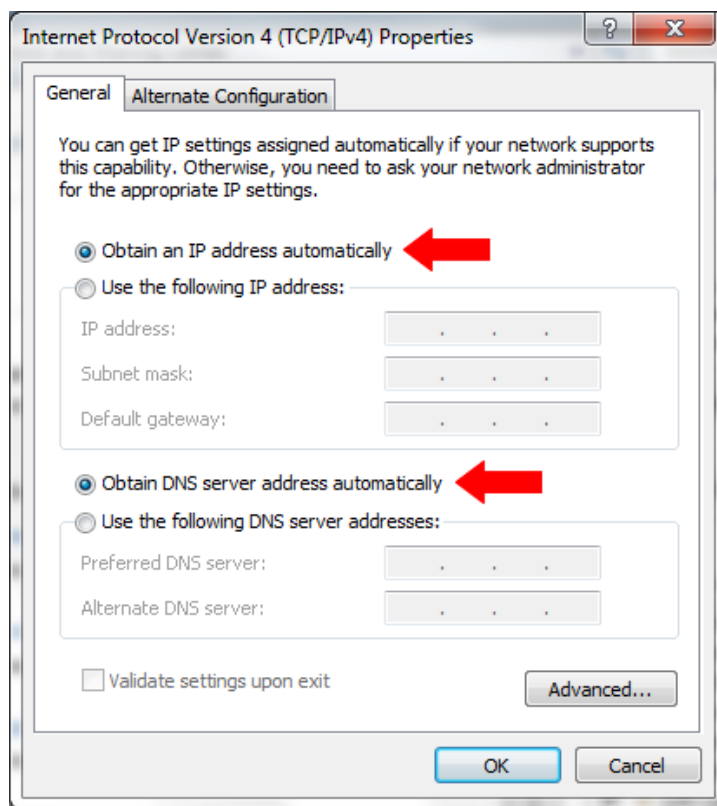 Internet Protocol Version 4 (TCP/IPv4) Properties
General
Alternate Configuration
You can get IP settings assigned automatically if your network supports
this capability. Otherwise, you need to ask your network administrator
for the appropriate IP settings.
Obtain an IP address automatically
Use the following IP address:
IP address:
Subnet mask:
Default gateway:
Obtain DNS server address automatically
Use the following DNS server addresses:
Preferred DNS server:
Alternate DNS server:
Validate settings upon exit
Advanced...
OK
Cancel